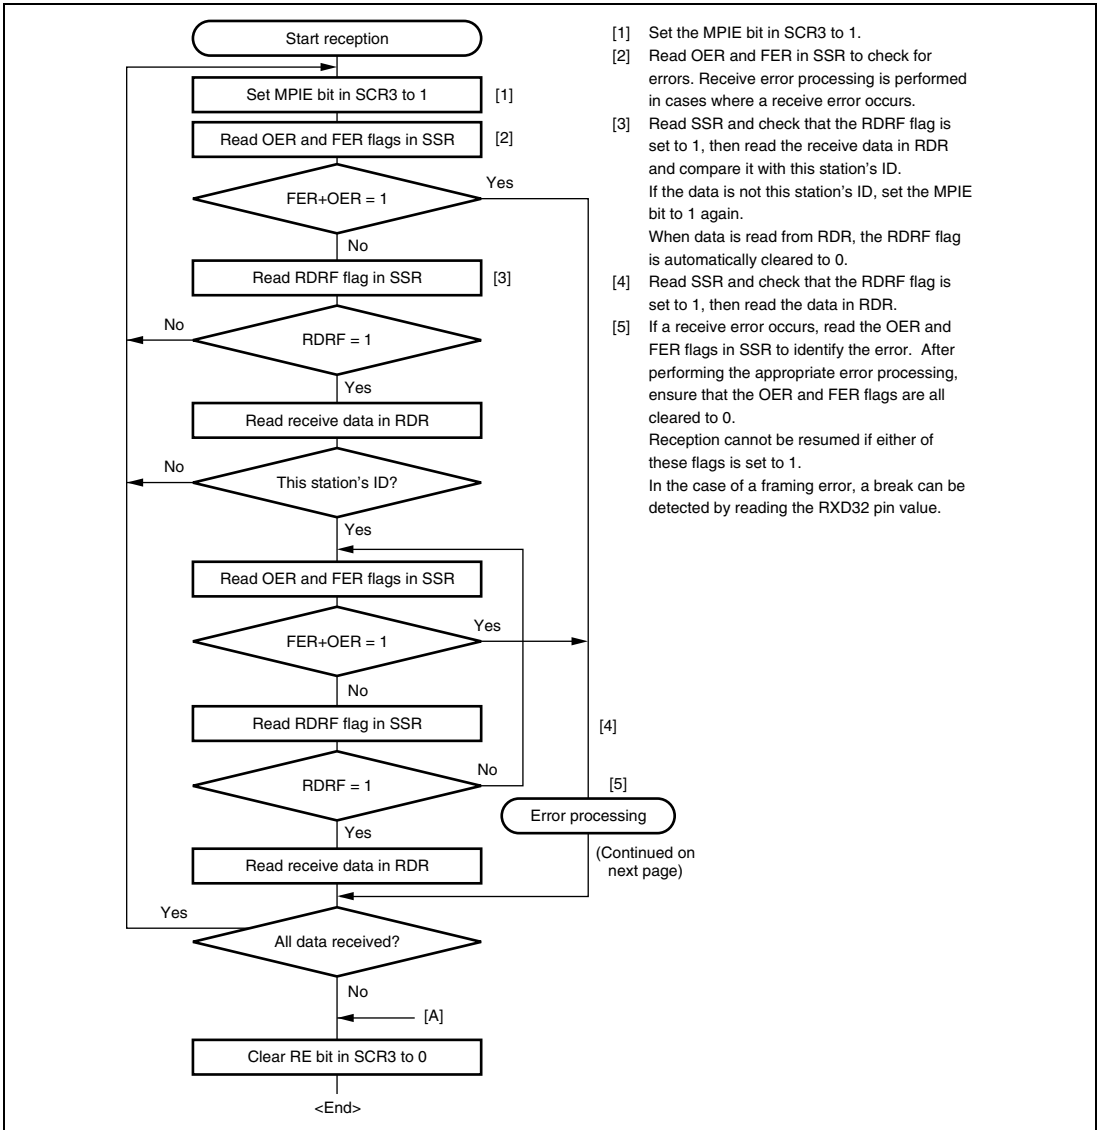 Start reception
Set MPIE bit in SCR3 to 1
[1]
Read OER and FER flags in SSR
[2]
FER+OER = 1
Yes
No
Read RDRF flag in SSR
[3]
No
RDRF = 1
Yes
Read receive data in RDR
No
This station's ID?
Yes
Read OER and FER flags in SSR
FER+OER = 1
Yes
No
Read RDRF flag in SSR
[4]
RDRF = 1
No
[5]
Error processing
Yes
(Continued on
next page)
Read receive data in RDR
Yes
All data received?
No
[A]
Clear RE bit in SCR3 to 0
<End>
[1] Set the MPIE bit in SCR3 to 1.
[2] Read OER and FER in SSR to check for
errors. Receive error processing is performed
in cases where a receive error occurs.
[3] Read SSR and check that the RDRF flag is
set to 1, then read the receive data in RDR
and compare it with this station's ID.
If the data is not this station's ID, set the MPIE
bit to 1 again.
When data is read from RDR, the RDRF flag
is automatically cleared to 0.
[4] Read SSR and check that the RDRF flag is
set to 1, then read the data in RDR.
[5] If a receive error occurs, read the OER and
FER flags in SSR to identify the error. After
performing the appropriate error processing,
ensure that the OER and FER flags are all
cleared to 0.
Reception cannot be resumed if either of
these flags is set to 1.
In the case of a framing error, a break can be
detected by reading the RXD32 pin value.